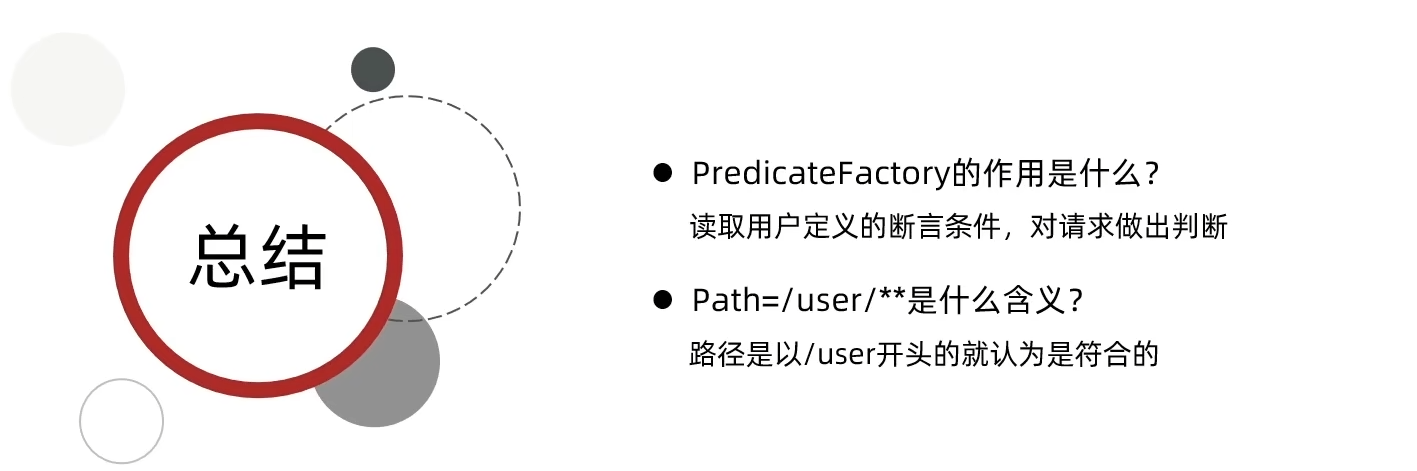 总结
PredicateFactory的作用是什么？
读取用户定义的断言条件，对请求做出判断
Path=/user/**是什么含义？
路径是以/user开头的就认为是符合的